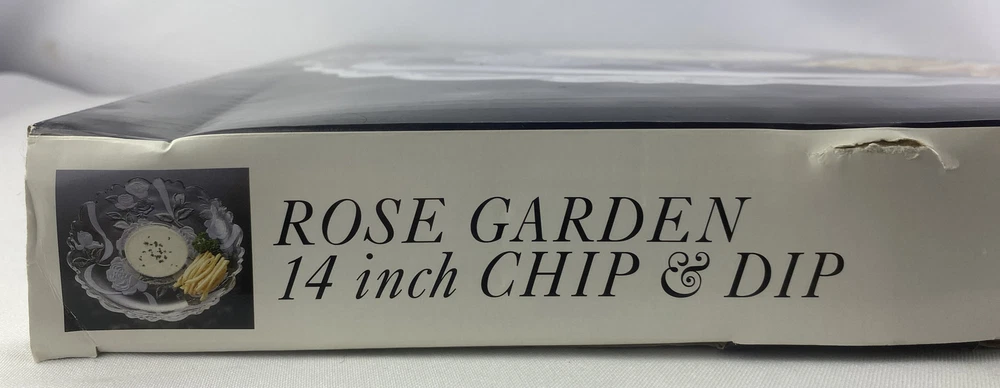 ROSE GARDEN
14 inch CHIP & DIP